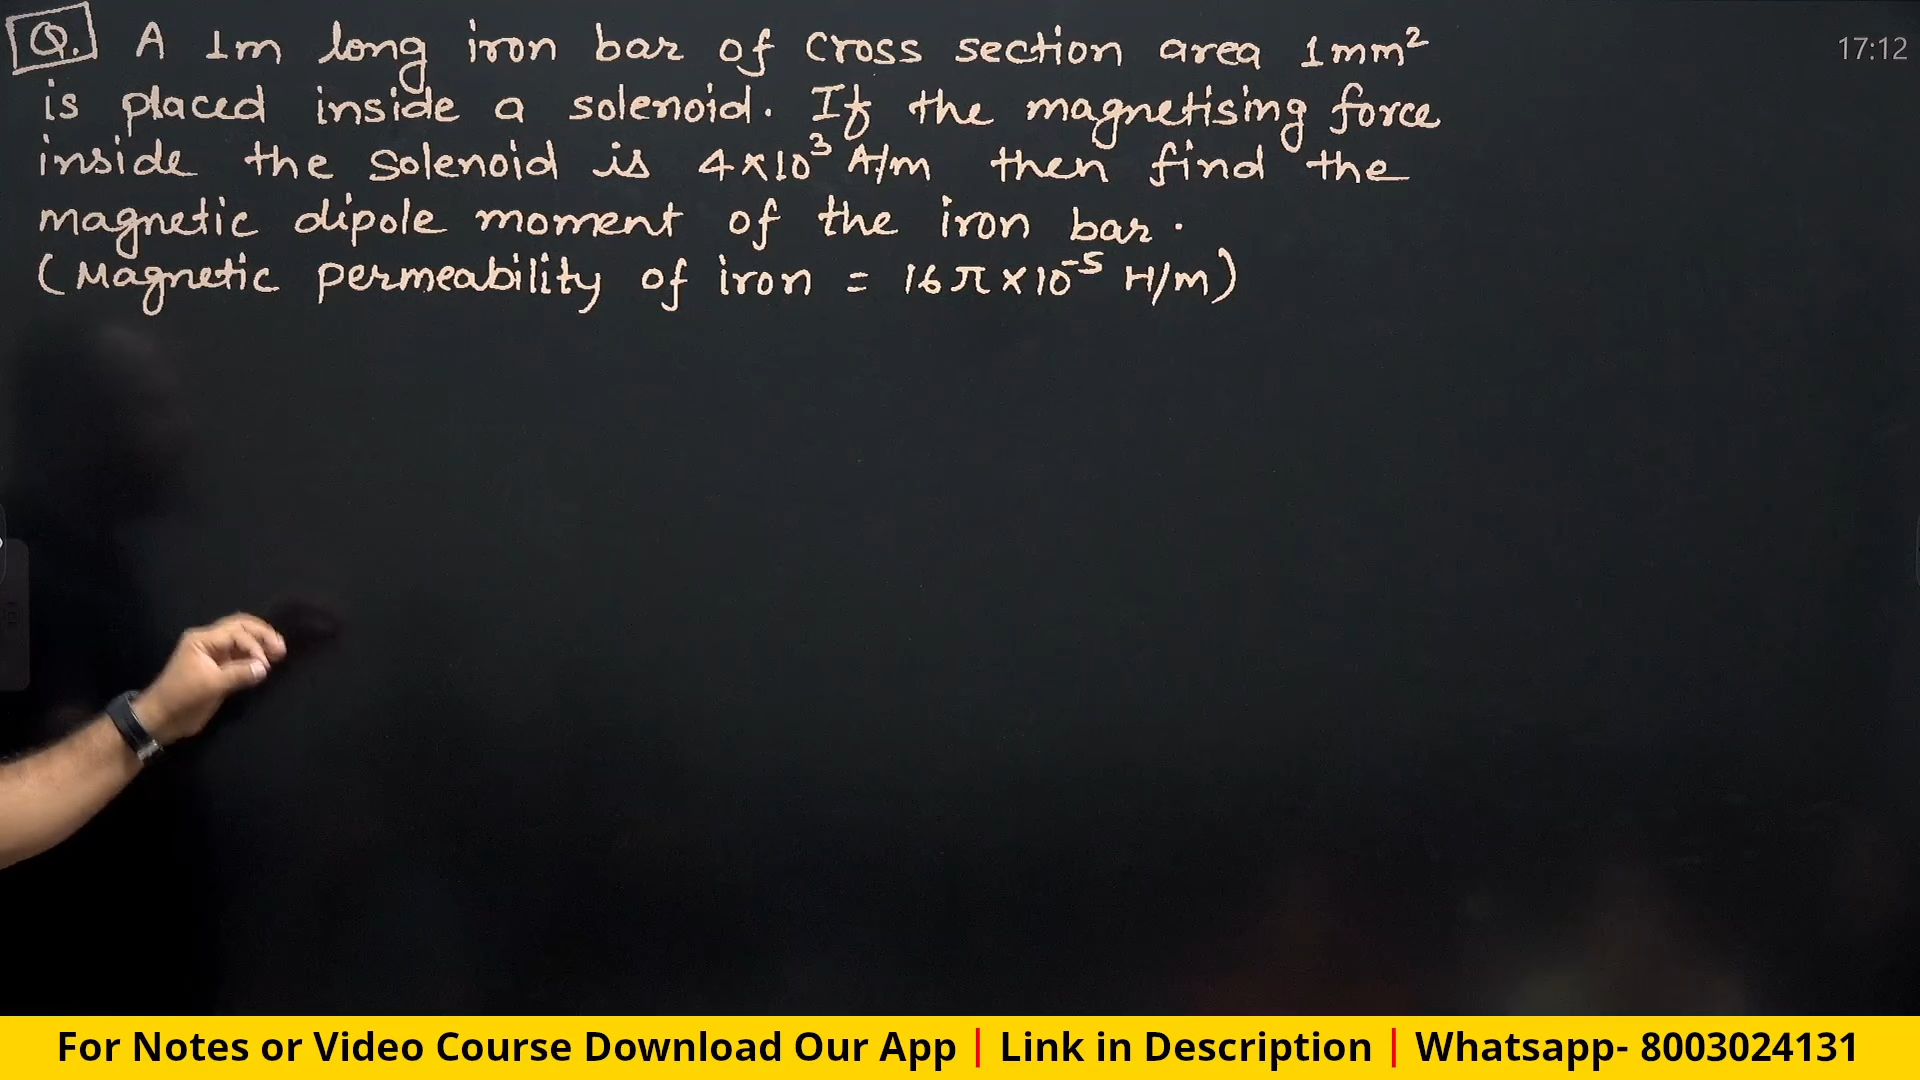 Q. A 1m long iron bar of cross section area 1mm²
17:12
is placed inside a solenoid. If the magnetising force
inside the solenoid is 4×10³ A/m then find the
magnetic dipole moment of the iron bar.
(Magnetic permeability of iron = 16π×10⁻⁵ H/m)
For Notes or Video Course Download Our App | Link in Description | Whatsapp- 8003024131